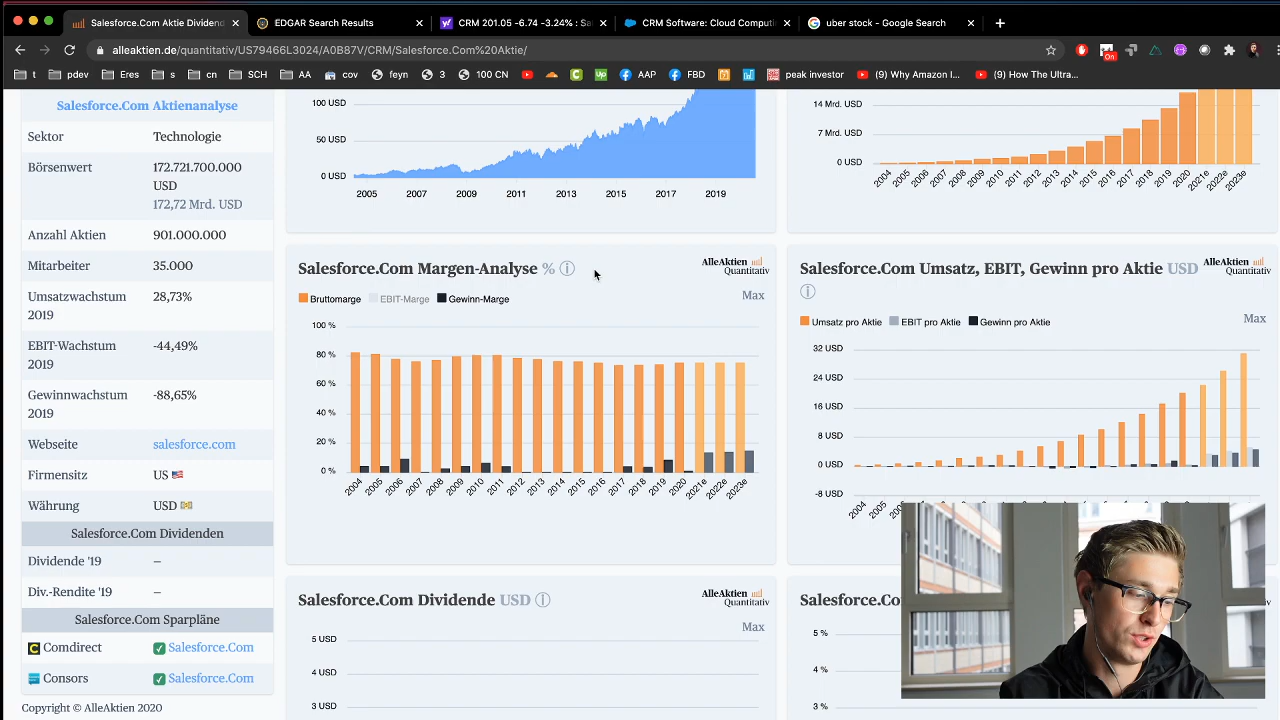 Salesforce.Com Aktie Dividend
EDGAR Search Results
CRM 201.05 -6.74 -3.24% : Sa
CRM Software: Cloud Computi
uber stock - Google Search
alleaktien.de/quantitativ/US79466L3024/A0B87V/CRM/Salesforce.Com%20Aktie/
On
t
pdev
Eres
s
cn
SCH
AA
cov
feyn
3
100 CN
AAP
FBD
peak investor
(9) Why Amazon I...
(9) How The Ultra...
Salesforce.Com Aktienanalyse
Sektor Technologie
Börsenwert 172.721.700.000
USD
172,72 Mrd. USD
Anzahl Aktien 901.000.000
Mitarbeiter 35.000
Umsatzwachstum 28,73%
2019
EBIT-Wachstum -44,49%
2019
Gewinnwachstum -88,65%
2019
Webseite salesforce.com
Firmensitz US
Währung USD
Salesforce.Com Dividenden
Dividende '19 –
Div.-Rendite '19 –
Salesforce.Com Sparpläne
Comdirect Salesforce.Com
Consors Salesforce.Com
Copyright © AlleAktien 2020
100 USD
50 USD
0 USD
2005 2007 2009 2011 2013 2015 2017 2019
14 Mrd. USD
7 Mrd. USD
0 USD
2004 2005 2006 2007 2008 2009 2010 2011 2012 2013 2014 2015 2016 2017 2018 2019 2020 2021e 2022e 2023e
Salesforce.Com Margen-Analyse %
AlleAktien
Quantitativ
Bruttomarge EBIT-Marge Gewinn-Marge
Max
100 %
80 %
60 %
40 %
20 %
0 %
2004 2005 2006 2007 2008 2009 2010 2011 2012 2013 2014 2015 2016 2017 2018 2019 2020 2021e 2022e 2023e
Salesforce.Com Umsatz, EBIT, Gewinn pro Aktie USD
AlleAktien
Quantitativ
Umsatz pro Aktie EBIT pro Aktie Gewinn pro Aktie
Max
32 USD
24 USD
16 USD
8 USD
0 USD
-8 USD
2004 2005
Salesforce.Com Dividende USD
AlleAktien
Quantitativ
Max
5 USD
4 USD
3 USD
Salesforce.Co
5 %
4 %
3 %